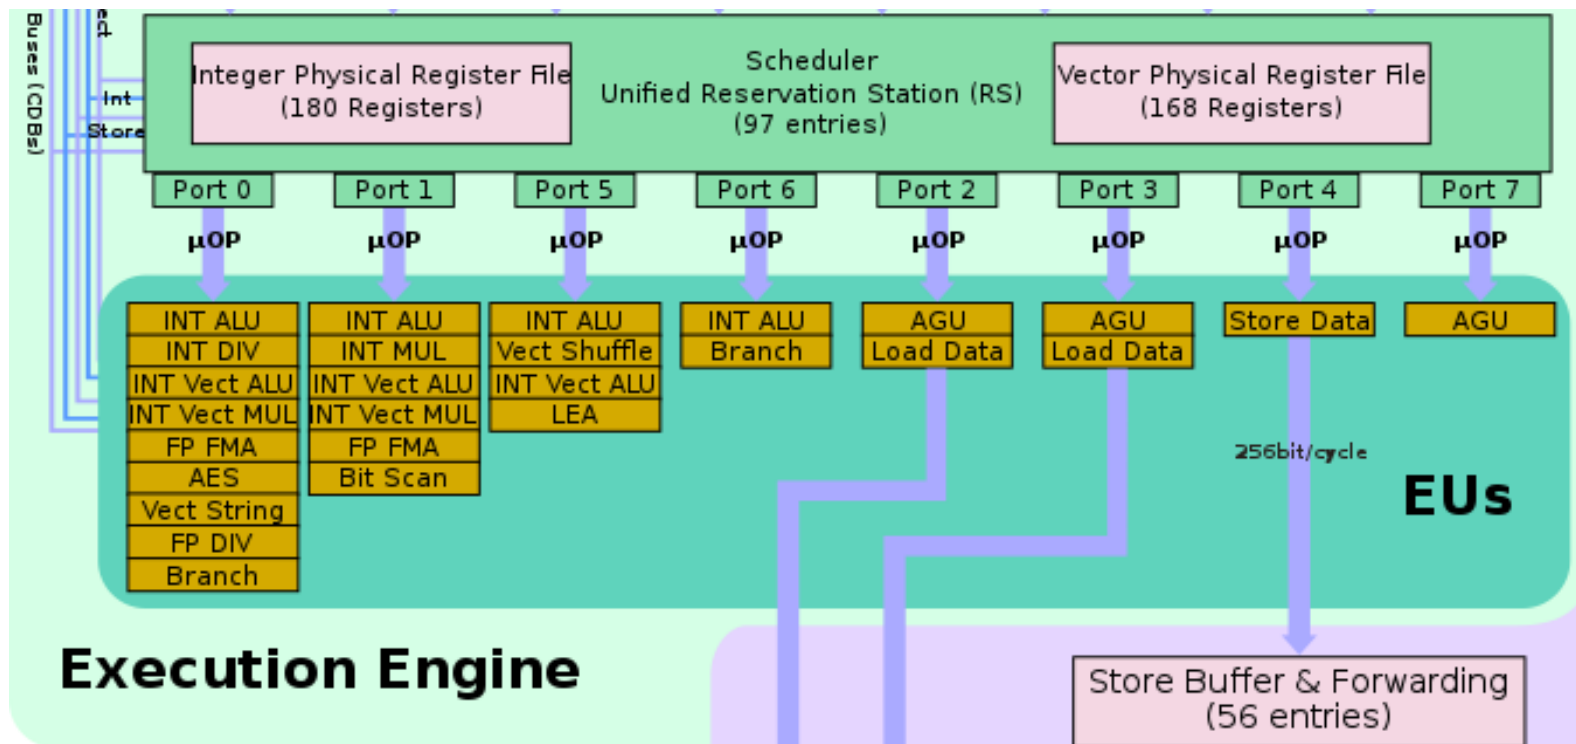 Buses (CDBs)
ect
Int
Store
Integer Physical Register File
(180 Registers)
Scheduler
Unified Reservation Station (RS)
(97 entries)
Vector Physical Register File
(168 Registers)
Port 0
Port 1
Port 5
Port 6
Port 2
Port 3
Port 4
Port 7
µOP
µOP
µOP
µOP
µOP
µOP
µOP
µOP
INT ALU
INT DIV
INT Vect ALU
INT Vect MUL
FP FMA
AES
Vect String
FP DIV
Branch
INT ALU
INT MUL
INT Vect ALU
INT Vect MUL
FP FMA
Bit Scan
INT ALU
Vect Shuffle
INT Vect ALU
LEA
INT ALU
Branch
AGU
Load Data
AGU
Load Data
Store Data
AGU
256bit/cycle
EUs
Execution Engine
Store Buffer & Forwarding
(56 entries)